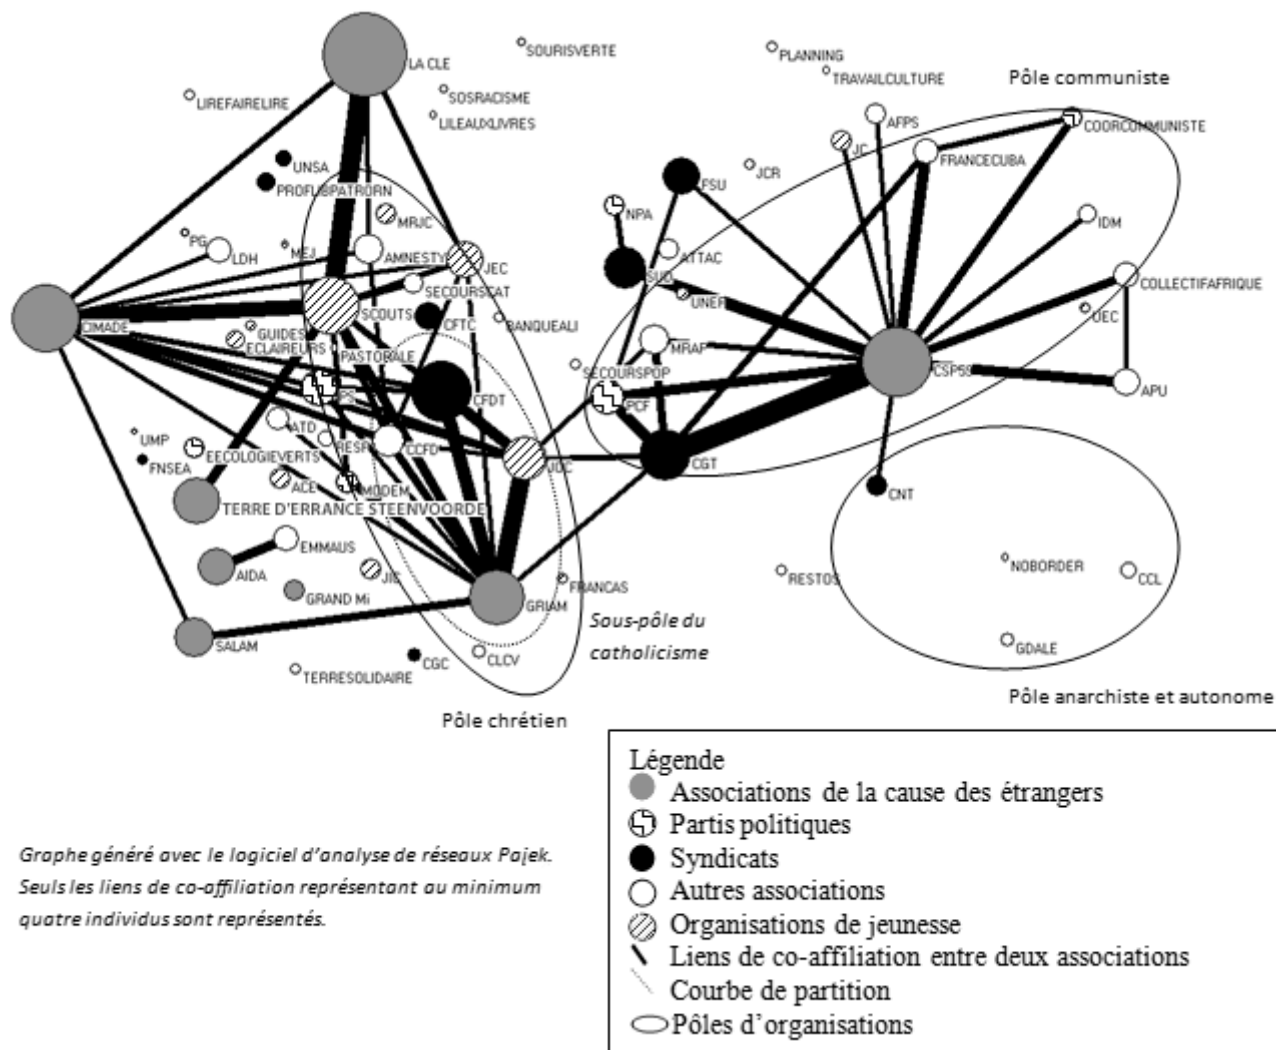 LA CLE
SOURISVERTE
PLANNING
TRAVAILCULTURE
Pôle communiste
LIREFAIRELIRE
SOSRACISME
LILEAUXLIVRES
AFPS
COORCOMMUNISTE
JC
FRANCECUBA
UNSA
JCR
FSU
MRJC
NPA
IDM
PG
LDH
MEJ
AMNESTY
JEC
ATTAC
SUD
SECOURSCAT
UNEF
COLLECTIFAFRIQUE
UEC
CIMADE
SCOUTS
CFTC
BANQUEALI
GUIDES
ECLAIREURS
PASTORALE
MRAP
SECOURSPOP
CSP59
APU
PS
CFDT
PCF
ATD
UMP
EECOLOGIEVERTS
CCFD
FNSEA
JOC
CGT
ACE
MODEM
CNT
TERRE D'ERRANCE STEENVOORDE
EMMAUS
AIDA
JIC
FRANCAS
RESTOS
NOBORDER
CCL
GRAND Mi
GRIAM
Sous-pôle du
catholicisme
SALAM
CGC
CLCV
GDALE
TERRESOLIDAIRE
Pôle anarchiste et autonome
Pôle chrétien
Légende
Associations de la cause des étrangers
Partis politiques
Syndicats
Autres associations
Organisations de jeunesse
Liens de co-affiliation entre deux associations
Courbe de partition
Pôles d'organisations
Graphe généré avec le logiciel d'analyse de réseaux Pajek.
Seuls les liens de co-affiliation représentant au minimum
quatre individus sont représentés.